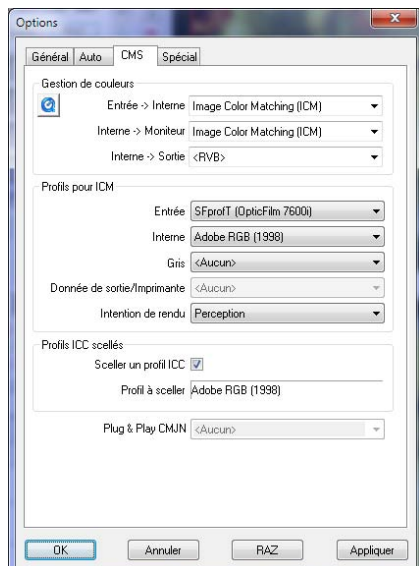 Options
Général Auto CMS Spécial
Gestion de couleurs
Entrée -> Interne Image Color Matching (ICM)
Interne -> Moniteur Image Color Matching (ICM)
Interne -> Sortie <RVB>
Profils pour ICM
Entrée SFprofT (OpticFilm 7600i)
Interne Adobe RGB (1998)
Gris <Aucun>
Donnée de sortie/Imprimante <Aucun>
Intention de rendu Perception
Profils ICC scellés
Sceller un profil ICC
Profil à sceller Adobe RGB (1998)
Plug & Play CMJN <Aucun>
OK Annuler RAZ Appliquer